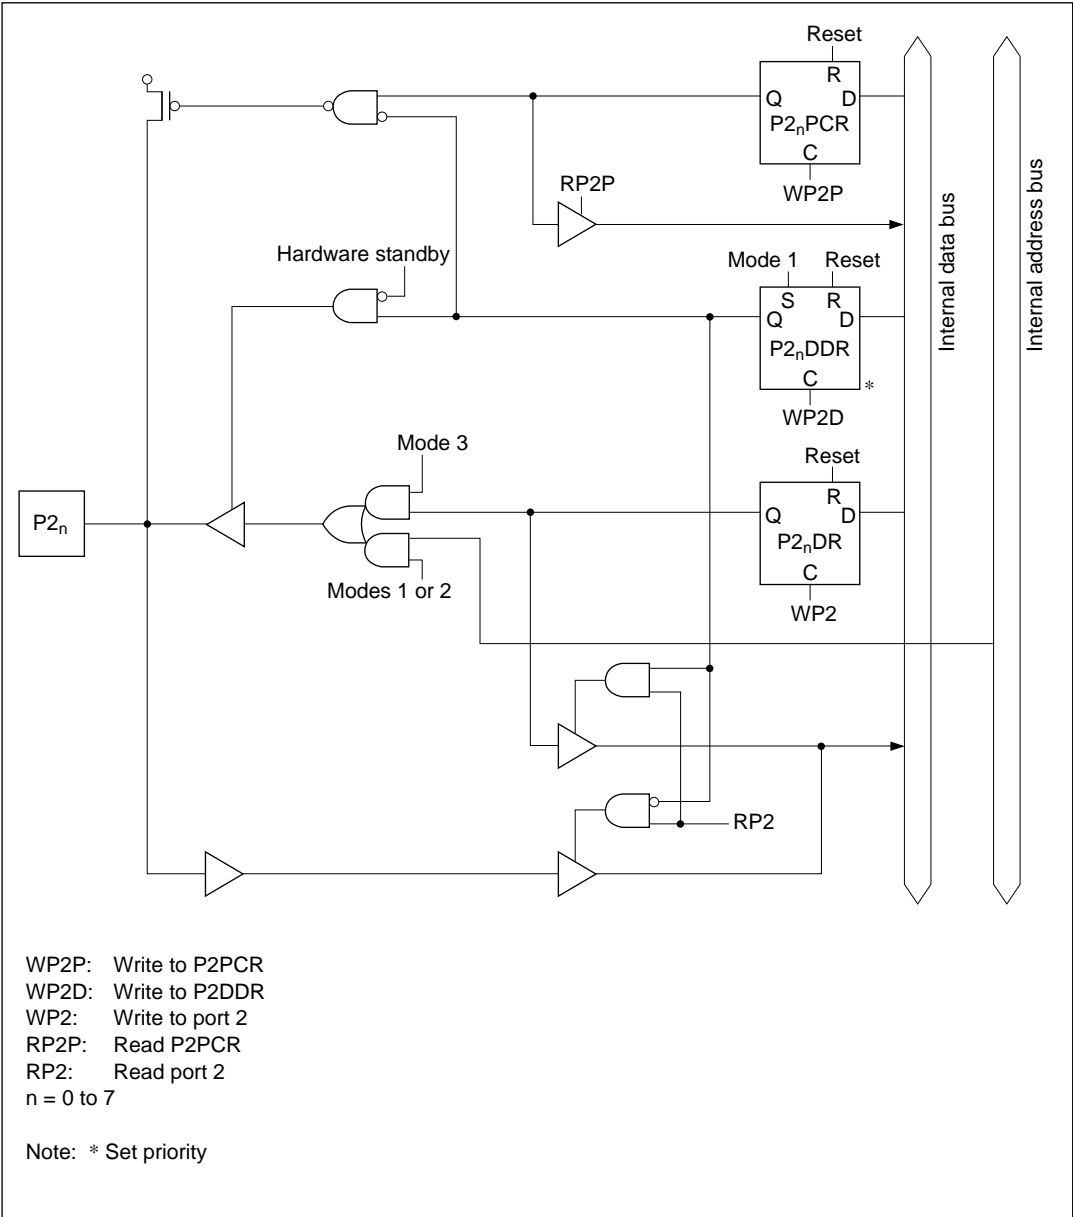 Reset
R
Q D
P2nPCR
C
WP2P
RP2P
Hardware standby
Mode 1 Reset
S R
Q D
P2nDDR
C
*
WP2D
Mode 3
Reset
R
Q D
P2nDR
C
WP2
P2n
Modes 1 or 2
RP2
Internal data bus
Internal address bus
WP2P: Write to P2PCR
WP2D: Write to P2DDR
WP2: Write to port 2
RP2P: Read P2PCR
RP2: Read port 2
n = 0 to 7
Note: * Set priority